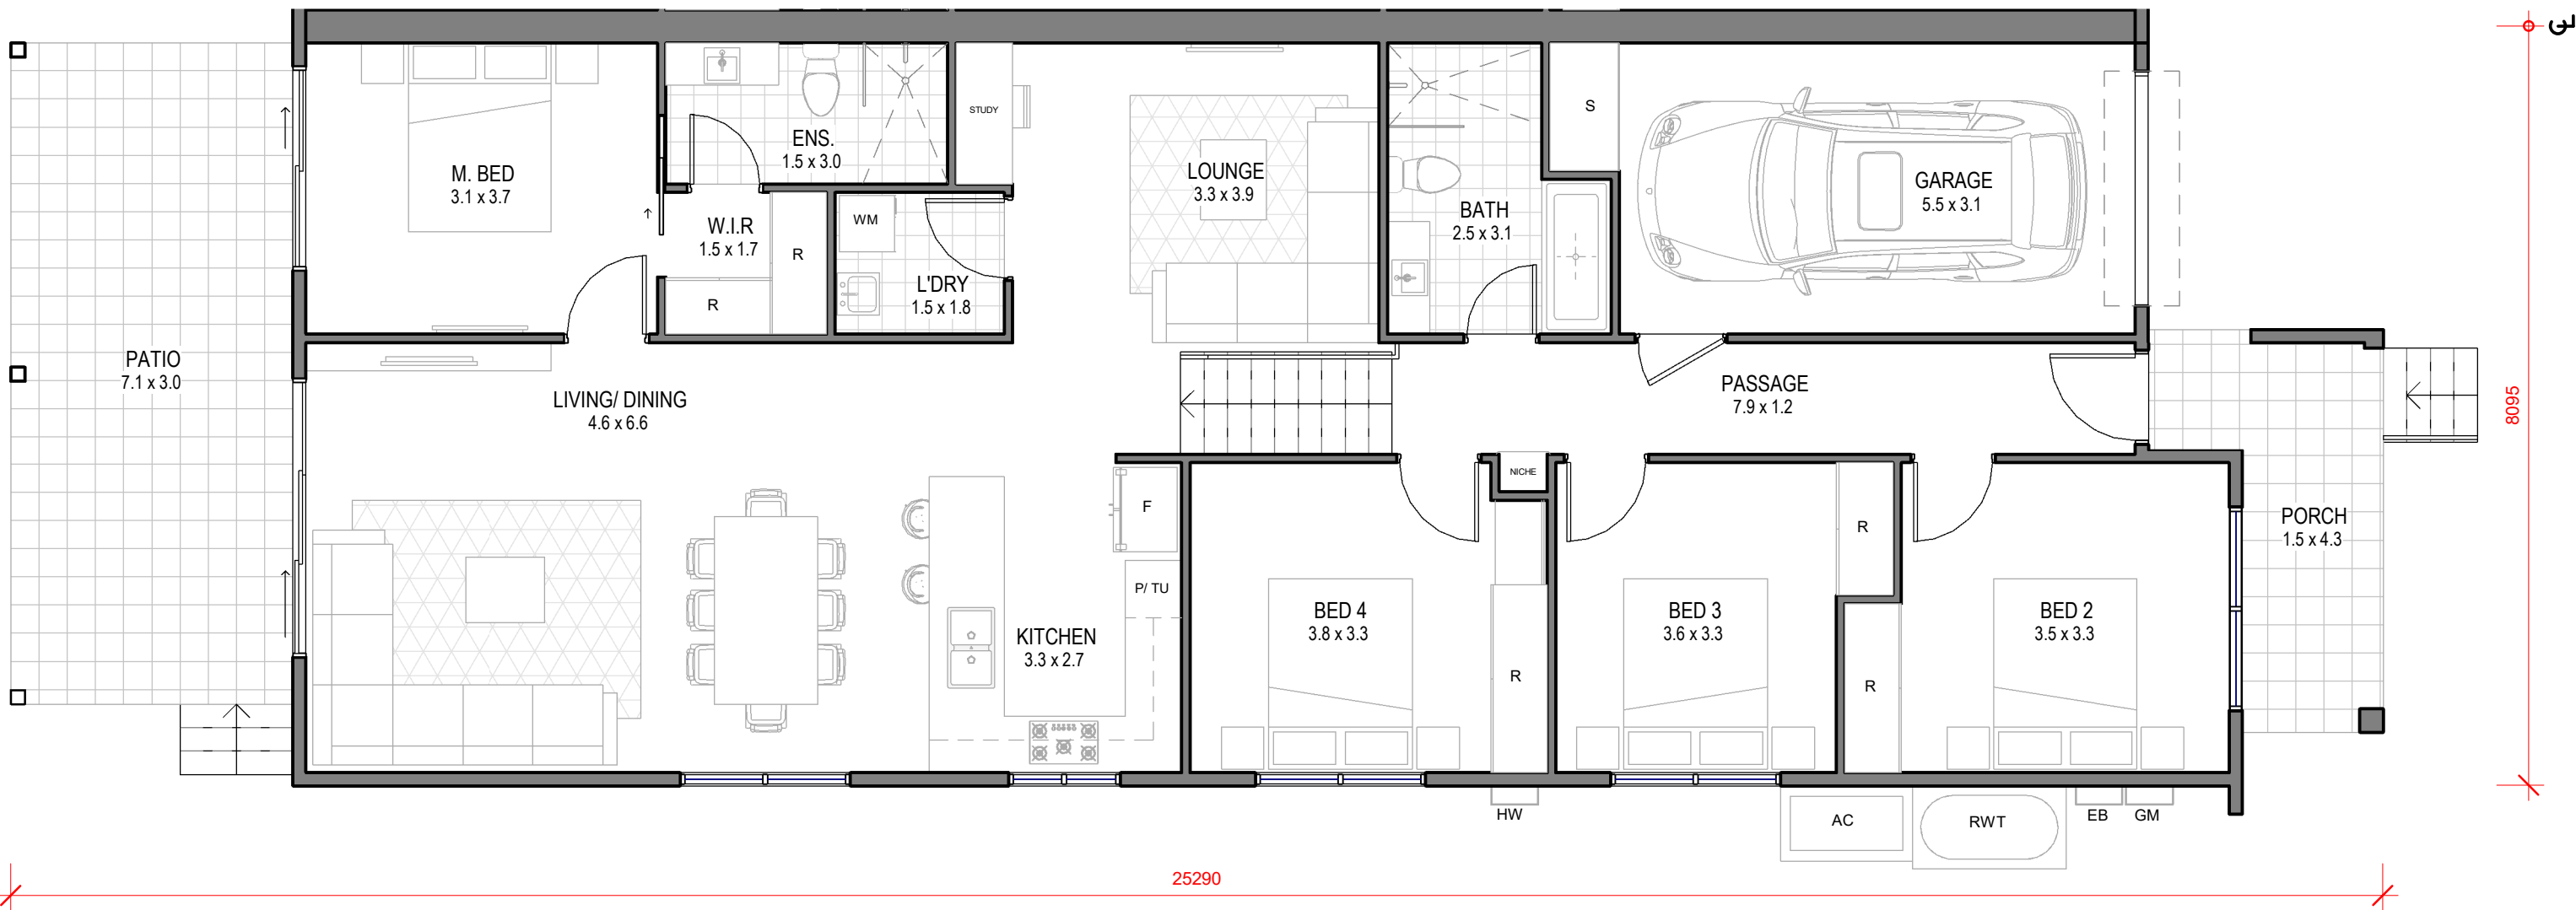 M. BED
3.1 x 3.7
ENS.
1.5 x 3.0
W.I.R
1.5 x 1.7
R
R
WM
L'DRY
1.5 x 1.8
STUDY
LOUNGE
3.3 x 3.9
BATH
2.5 x 3.1
S
GARAGE
5.5 x 3.1
PATIO
7.1 x 3.0
LIVING/ DINING
4.6 x 6.6
PASSAGE
7.9 x 1.2
NICHE
F
P/ TU
KITCHEN
3.3 x 2.7
BED 4
3.8 x 3.3
R
BED 3
3.6 x 3.3
R
R
BED 2
3.5 x 3.3
PORCH
1.5 x 4.3
HW
AC
RWT
EB
GM
8095
25290